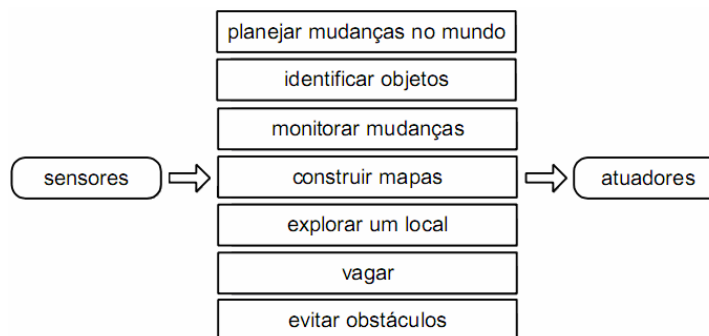 planejar mudanças no mundo
identificar objetos
monitorar mudanças
sensores
construir mapas
atuadores
explorar um local
vagar
evitar obstáculos